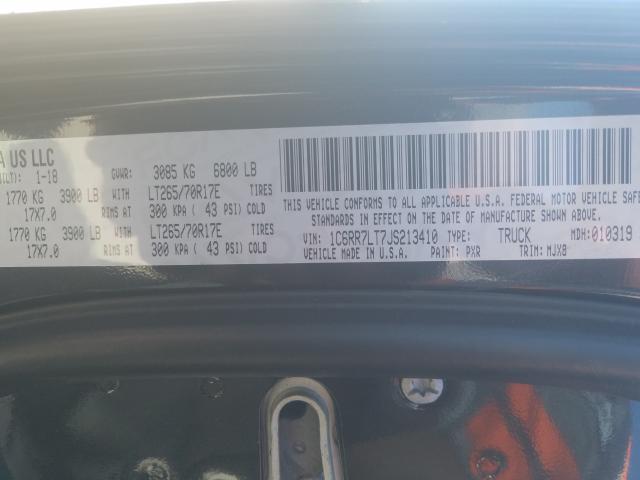 A US LLC
1-18 GVWR: 3085 KG 6800 LB
1770 KG 3900 LB WITH LT265/70R17E TIRES
17X7.0 RIMS AT 300 KPA ( 43 PSI) COLD
1770 KG 3900 LB WITH LT265/70R17E TIRES
17X7.0 RIMS AT 300 KPA ( 43 PSI) COLD
THIS VEHICLE CONFORMS TO ALL APPLICABLE U.S.A. FEDERAL MOTOR VEHICLE SAFE
STANDARDS IN EFFECT ON THE DATE OF MANUFACTURE SHOWN ABOVE.
VIN: 1C6RR7LT7JS213410 TYPE: TRUCK MDH: 010319
VEHICLE MADE IN U.S.A. PAINT: PXR TRIM: MJX8